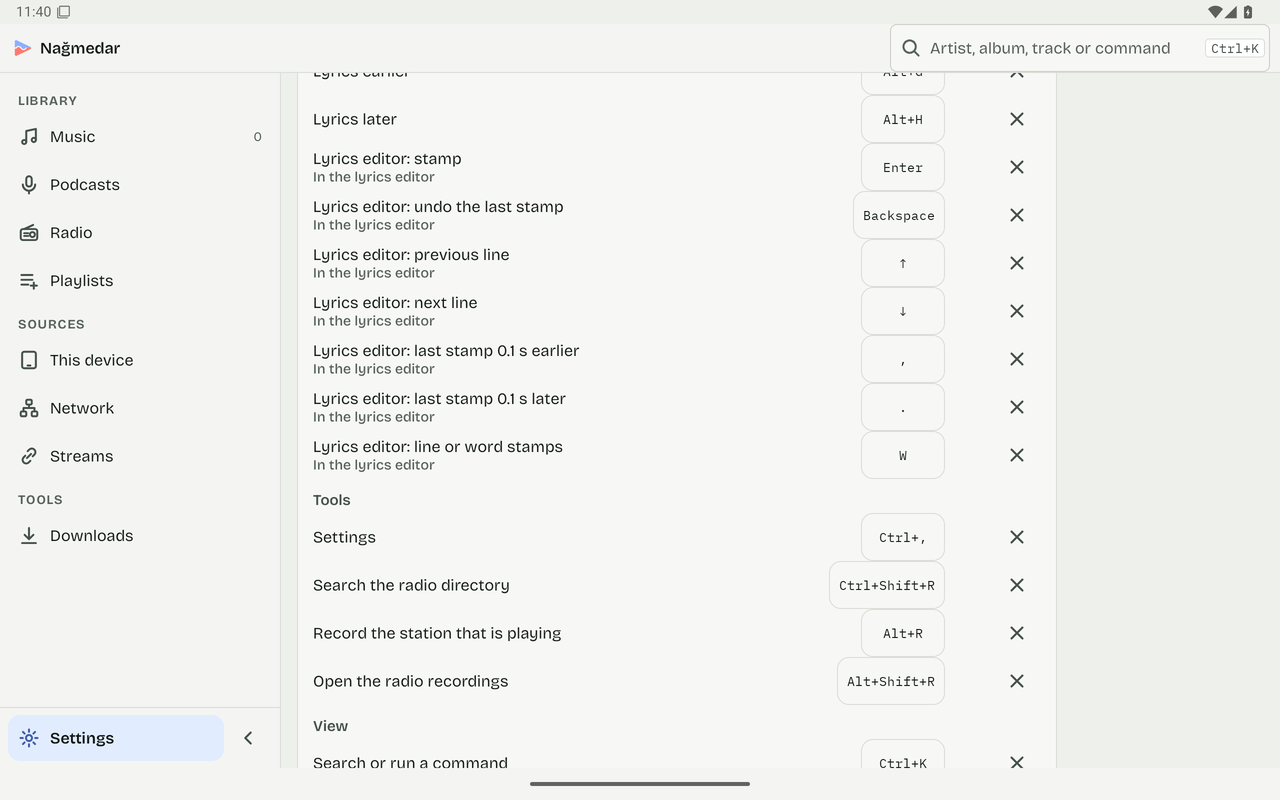 11:40
Nağmedar
Artist, album, track or command
Ctrl+K
LIBRARY
Music
0
Podcasts
Radio
Playlists
SOURCES
This device
Network
Streams
TOOLS
Downloads
Settings
Lyrics earlier
Lyrics later
Alt+H
Lyrics editor: stamp
In the lyrics editor
Enter
Lyrics editor: undo the last stamp
In the lyrics editor
Backspace
Lyrics editor: previous line
In the lyrics editor
↑
Lyrics editor: next line
In the lyrics editor
↓
Lyrics editor: last stamp 0.1 s earlier
In the lyrics editor
,
Lyrics editor: last stamp 0.1 s later
In the lyrics editor
.
Lyrics editor: line or word stamps
In the lyrics editor
W
Tools
Settings
Ctrl+,
Search the radio directory
Ctrl+Shift+R
Record the station that is playing
Alt+R
Open the radio recordings
Alt+Shift+R
View
Search or run a command
Ctrl+K